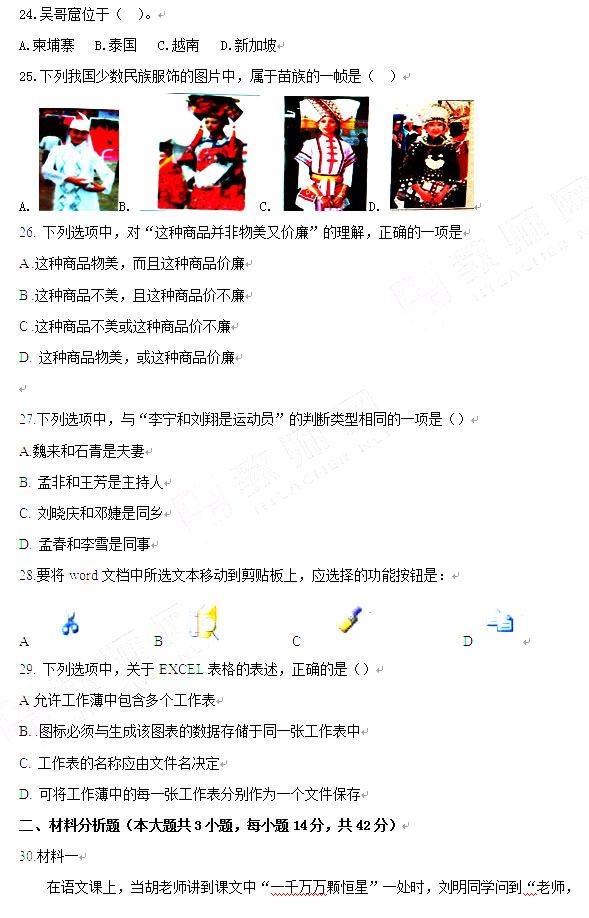 24.吴哥窟位于（ ）。
A.柬埔寨 B.泰国 C.越南 D.新加坡
25.下列我国少数民族服饰的图片中，属于苗族的一帧是（ ）
A. B. C. D.
26. 下列选项中，对“这种商品并非物美又价廉”的理解，正确的一项是
A .这种商品物美，而且这种商品价廉
B .这种商品不美，且这种商品价不廉
C .这种商品不美或这种商品价不廉
D. 这种商品物美，或这种商品价廉
27.下列选项中，与“李宁和刘翔是运动员”的判断类型相同的一项是()
A.魏来和石青是夫妻
B. 孟非和王芳是主持人
C. 刘晓庆和邓婕是同乡
D. 孟春和李雪是同事
28.要将 word 文档中所选文本移动到剪贴板上，应选择的功能按钮是：
A B C D
29. 下列选项中，关于 EXCEL 表格的表述，正确的是()
A 允许工作薄中包含多个工作表
B. .图标必须与生成该图表的数据存储于同一张工作表中
C. 工作表的名称应由文件名决定
D. 可将工作薄中的每一张工作表分别作为一个文件保存
二、材料分析题（本大题共 3 小题，每小题 14 分，共 42 分）
30.材料一
在语文课上，当胡老师讲到课文中“一千万万颗恒星”一处时，刘明同学问到“老师，